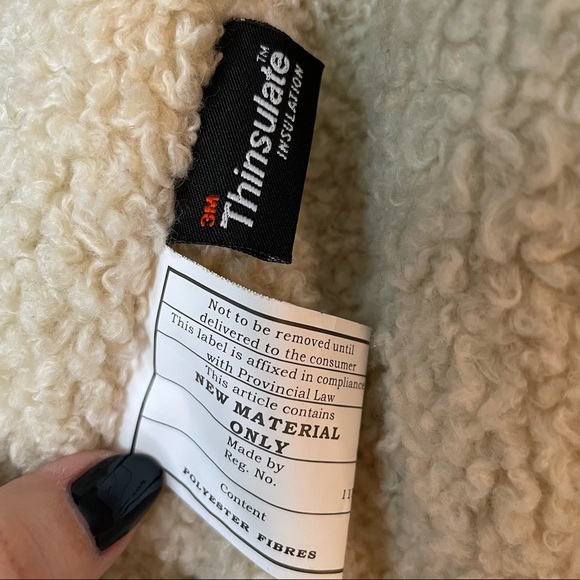 3M
Thinsulate™
INSULATION
Not to be removed until
delivered to the consumer
This label is affixed in compliance
with Provincial Law
This article contains
NEW MATERIAL
ONLY
Made by
Reg. No.
Content
POLYESTER FIBRES